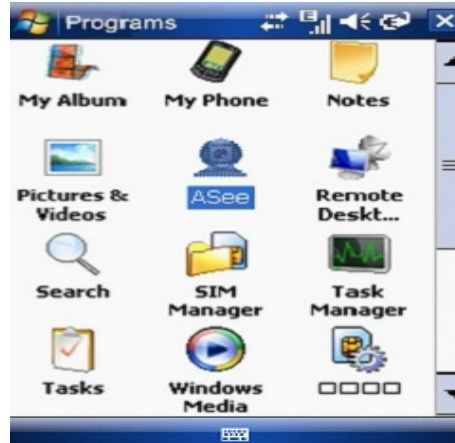 Programs
My Album
My Phone
Notes
Pictures &
Videos
ASee
Remote
Deskt...
Search
SIM
Manager
Task
Manager
Tasks
Windows
Media
□□□□